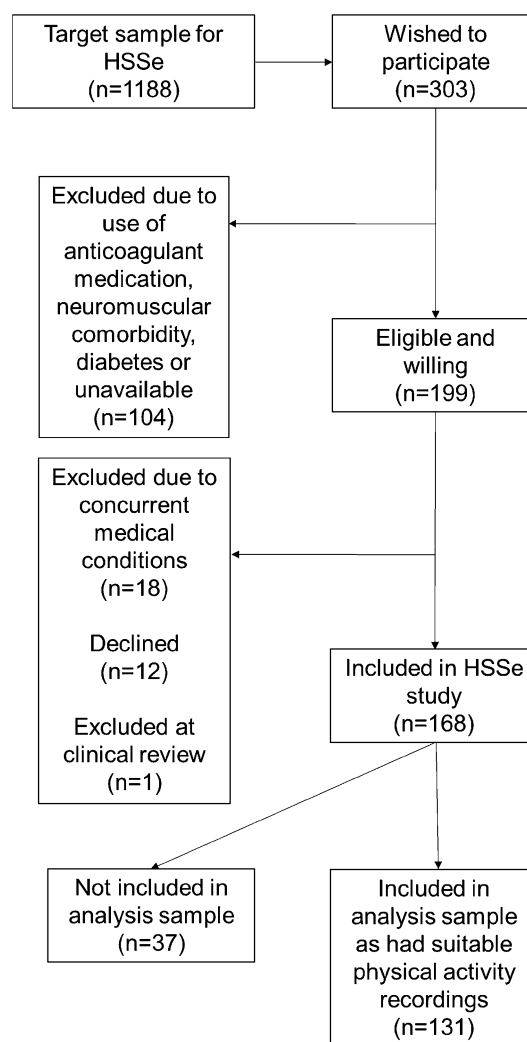 Target sample for
HSSe
(n=1188)
Wished to
participate
(n=303)
Excluded due to
use of
anticoagulant
medication,
neuromuscular
comorbidity,
diabetes or
unavailable
(n=104)
Eligible and
willing
(n=199)
Excluded due to
concurrent
medical
conditions
(n=18)
Declined
(n=12)
Excluded at
clinical review
(n=1)
Included in HSSe
study
(n=168)
Not included in
analysis sample
(n=37)
Included in
analysis sample
as had suitable
physical activity
recordings
(n=131)